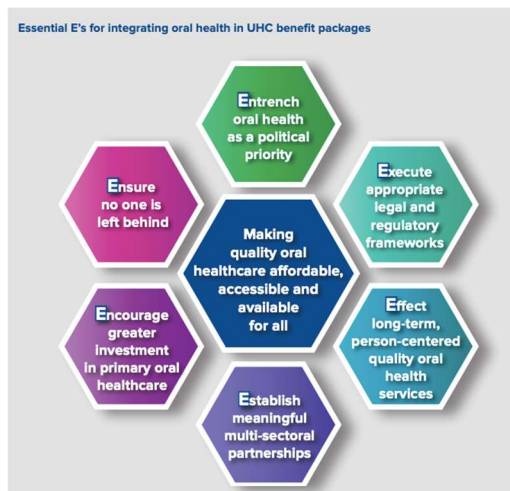 Essential E's for integrating oral health in UHC benefit packages
Entrench
oral health
as a political
priority
Execute
appropriate
legal and
regulatory
frameworks
Effect
long-term,
person-centered
quality oral
health
services
Establish
meaningful
multi-sectoral
partnerships
Encourage
greater
investment
in primary oral
healthcare
Ensure
no one is
left behind
Making
quality oral
healthcare affordable,
accessible and
available
for all